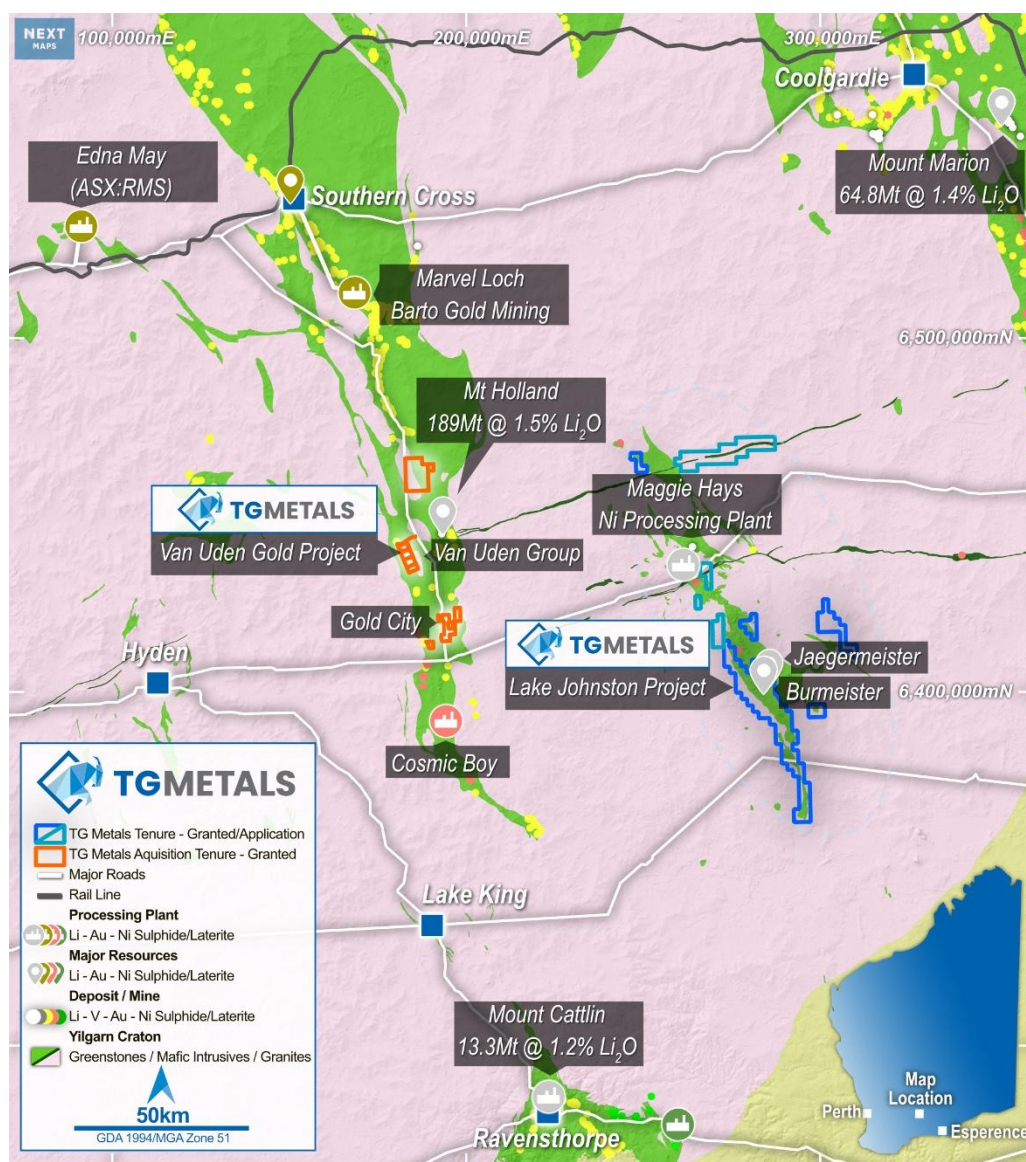 NEXT
MAPS
100,000mE
200,000mE
300,000mE
Coolgardie
Edna May
(ASX:RMS)
Southern Cross
Mount Marion
64.8Mt @ 1.4% Li₂O
Marvel Loch
Barto Gold Mining
6,500,000mN
Mt Holland
189Mt @ 1.5% Li₂O
Maggie Hays
Ni Processing Plant
TGMETALS
Van Uden Gold Project
Van Uden Group
Gold City
TGMETALS
Lake Johnston Project
Hyden
Jaegermeister
Burmeister
6,400,000mN
Cosmic Boy
TGMETALS
TG Metals Tenure - Granted/Application
TG Metals Aquisition Tenure - Granted
Major Roads
Rail Line
Processing Plant
Li - Au - Ni Sulphide/Laterite
Major Resources
Li - Au - Ni Sulphide/Laterite
Deposit / Mine
Li - V - Au - Ni Sulphide/Laterite
Yilgarn Craton
Greenstones / Mafic Intrusives / Granites
50km
GDA 1994/MGA Zone 51
Lake King
Mount Cattlin
13.3Mt @ 1.2% Li₂O
Ravensthorpe
Map
Location
Perth
Esperence